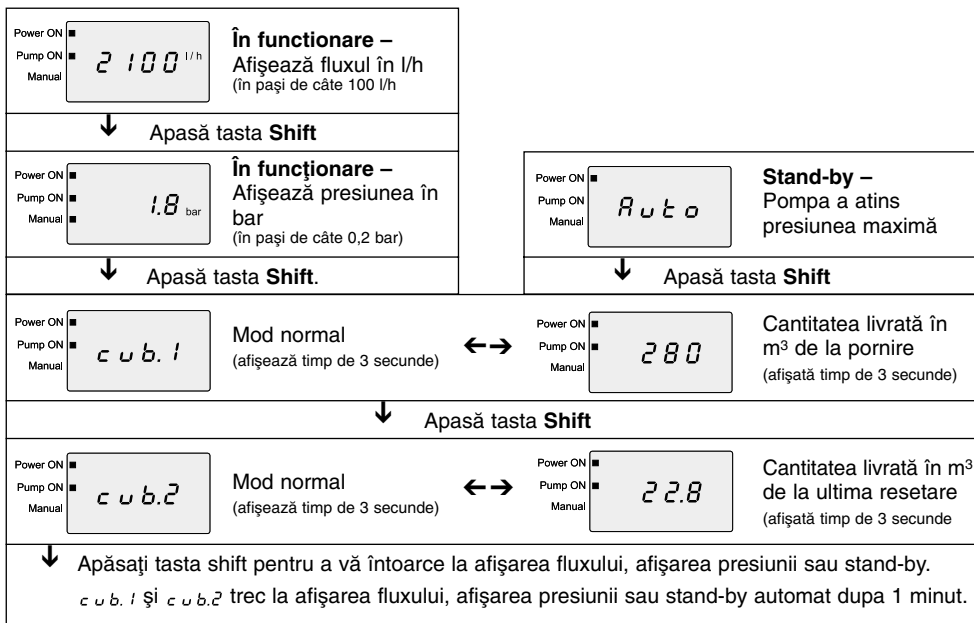 Power ON
Pump ON
Manual
2100 l/h
În functionare –
Afişează fluxul în l/h
(în paşi de câte 100 l/h
Apasă tasta Shift
Power ON
Pump ON
Manual
1.8 bar
În funcţionare –
Afişează presiunea în
bar
(în paşi de câte 0,2 bar)
Apasă tasta Shift.
Power ON
Pump ON
Manual
Auto
Stand-by –
Pompa a atins
presiunea maximă
Apasă tasta Shift
Power ON
Pump ON
Manual
cub.1
Mod normal
(afişează timp de 3 secunde)
Power ON
Pump ON
Manual
280
Cantitatea livrată în
m³ de la pornire
(afişată timp de 3 secunde)
Apasă tasta Shift
Power ON
Pump ON
Manual
cub.2
Mod normal
(afişează timp de 3 secunde)
Power ON
Pump ON
Manual
22.8
Cantitatea livrată în m³
de la ultima resetare
(afişată timp de 3 secunde
Apăsaţi tasta shift pentru a vă întoarce la afişarea fluxului, afişarea presiunii sau stand-by.
cub.1 şi cub.2 trec la afişarea fluxului, afişarea presiunii sau stand-by automat dupa 1 minut.